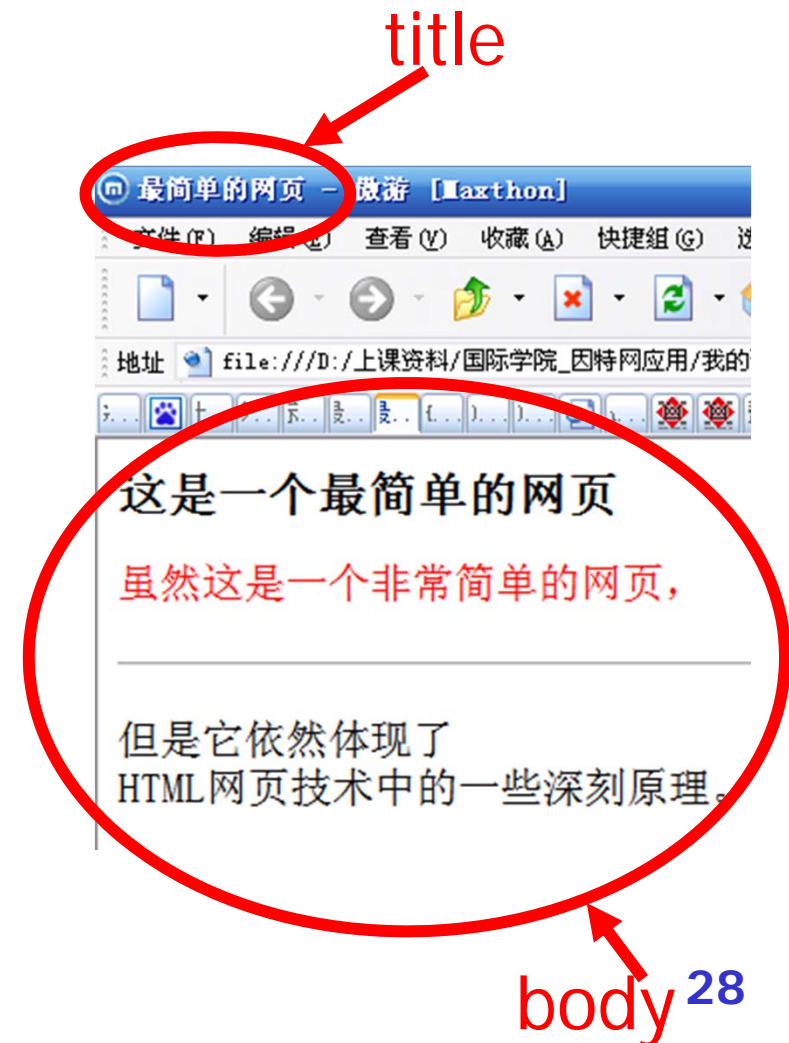 title
最简单的网页 - 傲游 [Maxthon]
文件(F) 编辑(E) 查看(V) 收藏(A) 快捷组(G)
地址 file:///D:/上课资料/国际学院_因特网应用/我的
这是一个最简单的网页
虽然这是一个非常简单的网页，
但是它依然体现了
HTML网页技术中的一些深刻原理。
body 28